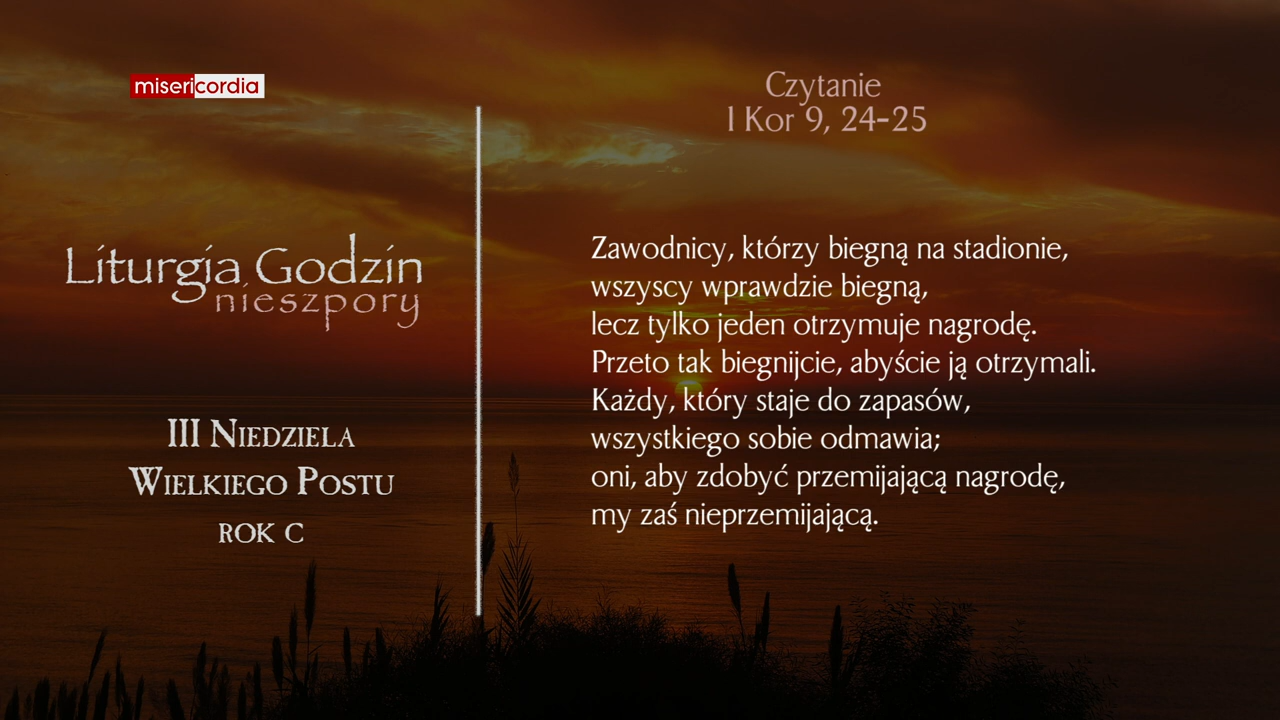 misericordia
Liturgia Godzin
nieszpory
III Niedziela
Wielkiego Postu
rok C
Czytanie
1 Kor 9, 24-25
Zawodnicy, którzy biegną na stadionie,
wszyscy wprawdzie biegną,
lecz tylko jeden otrzymuje nagrodę.
Przeto tak biegnijcie, abyście ją otrzymali.
Każdy, który staje do zapasów,
wszystkiego sobie odmawia;
oni, aby zdobyć przemijającą nagrodę,
my zaś nieprzemijającą.